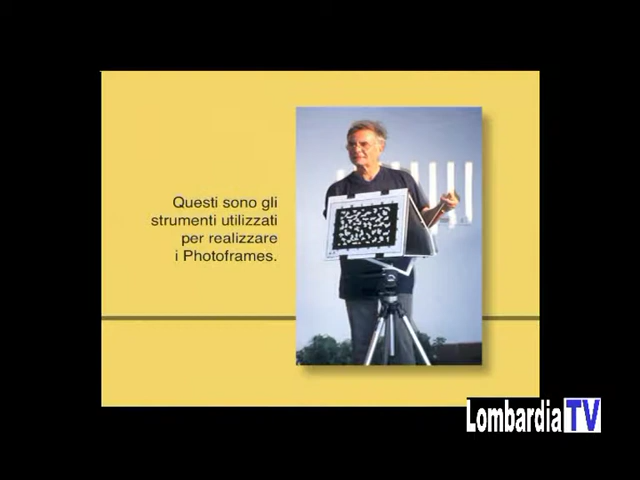 Questi sono gli
strumenti utilizzati
per realizzare
i Photoframes.
LombardiaTV